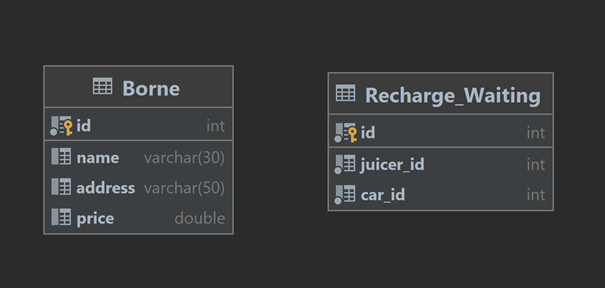 Borne
id int
name varchar(30)
address varchar(50)
price double
Recharge_Waiting
id int
juicer_id int
car_id int